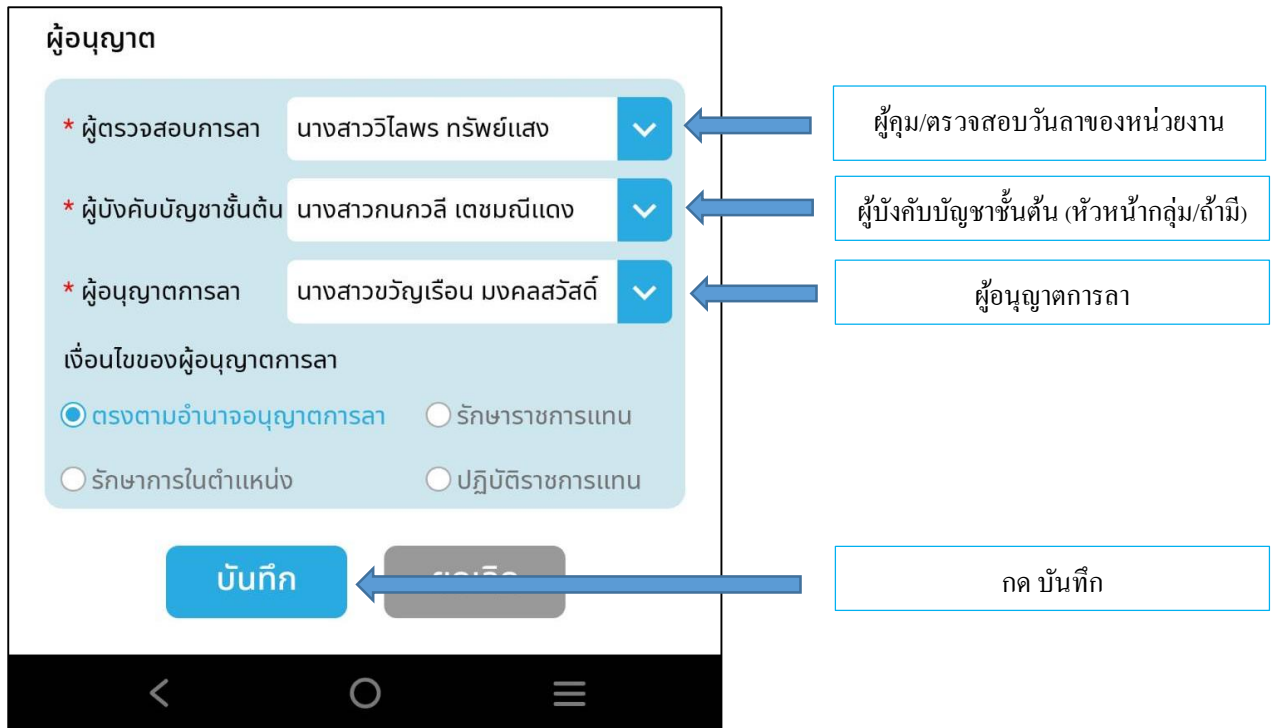 ผู้อนุญาต
* ผู้ตรวจสอบการลา นางสาววิไลพร ทรัพย์แสง
ผู้คุม/ตรวจสอบวันลาของหน่วยงาน
* ผู้บังคับบัญชาชั้นต้น นางสาวกนกวลี เตชมณีแดง
ผู้บังคับบัญชาชั้นต้น (หัวหน้ากลุ่ม/ถ้ามี)
* ผู้อนุญาตการลา นางสาวขวัญเรือน มงคลสวัสดิ์
ผู้อนุญาตการลา
เงื่อนไขของผู้อนุญาตการลา
ตรงตามอำนาจอนุญาตการลา รักษาราชการแทน
รักษาการในตำแหน่ง ปฏิบัติราชการแทน
บันทึก
กด บันทึก